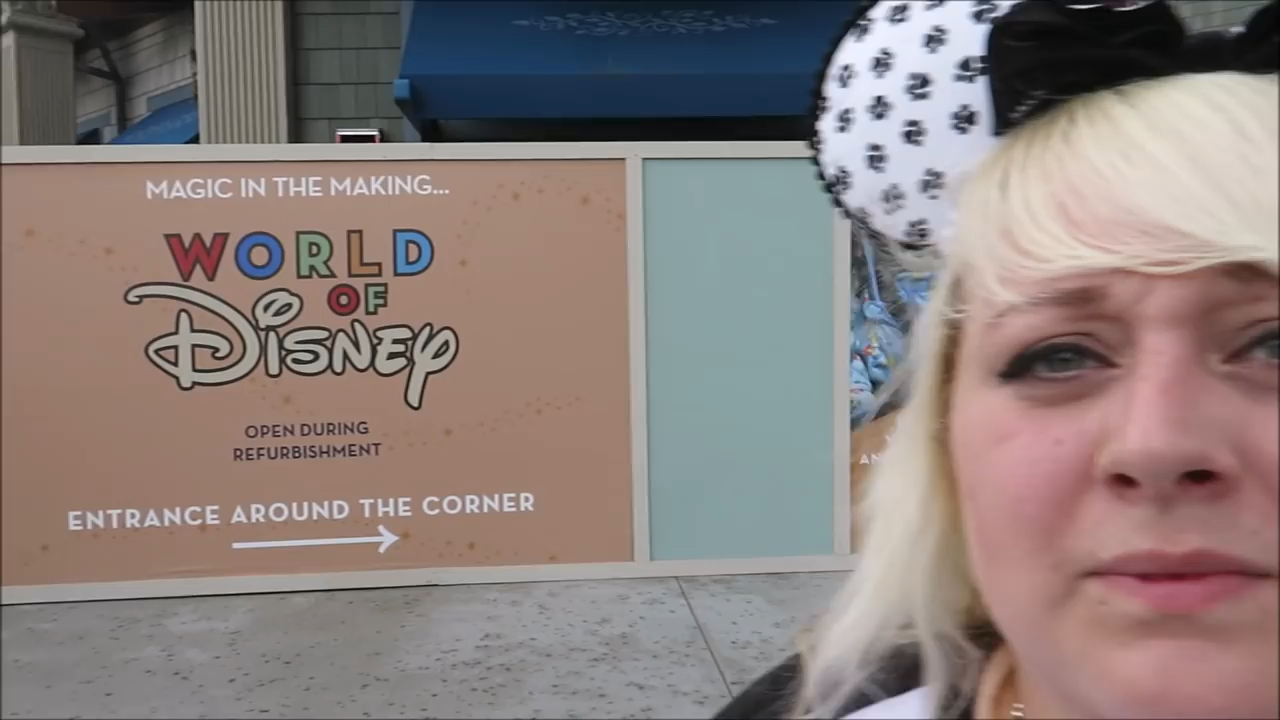 MAGIC IN THE MAKING...
WORLD
OF
DISNEY
OPEN DURING
REFURBISHMENT
ENTRANCE AROUND THE CORNER